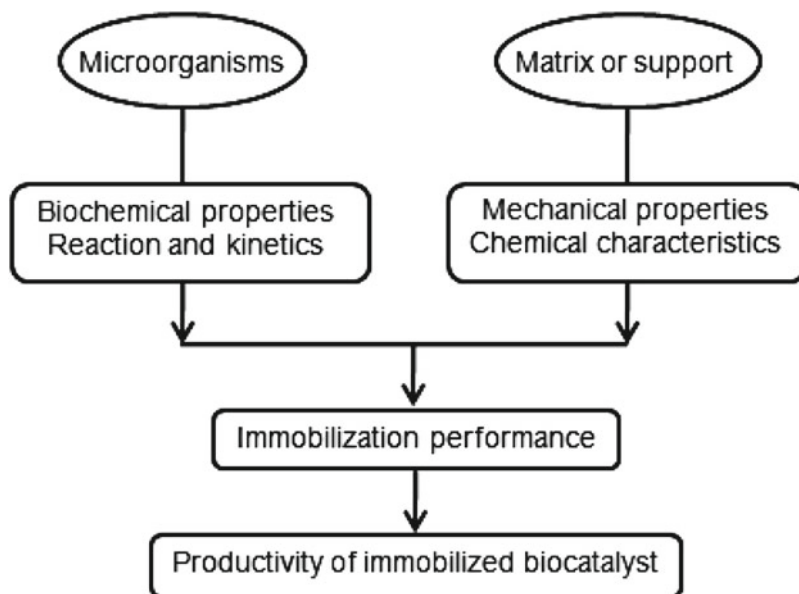 Microorganisms
Matrix or support
Biochemical properties
Reaction and kinetics
Mechanical properties
Chemical characteristics
Immobilization performance
Productivity of immobilized biocatalyst